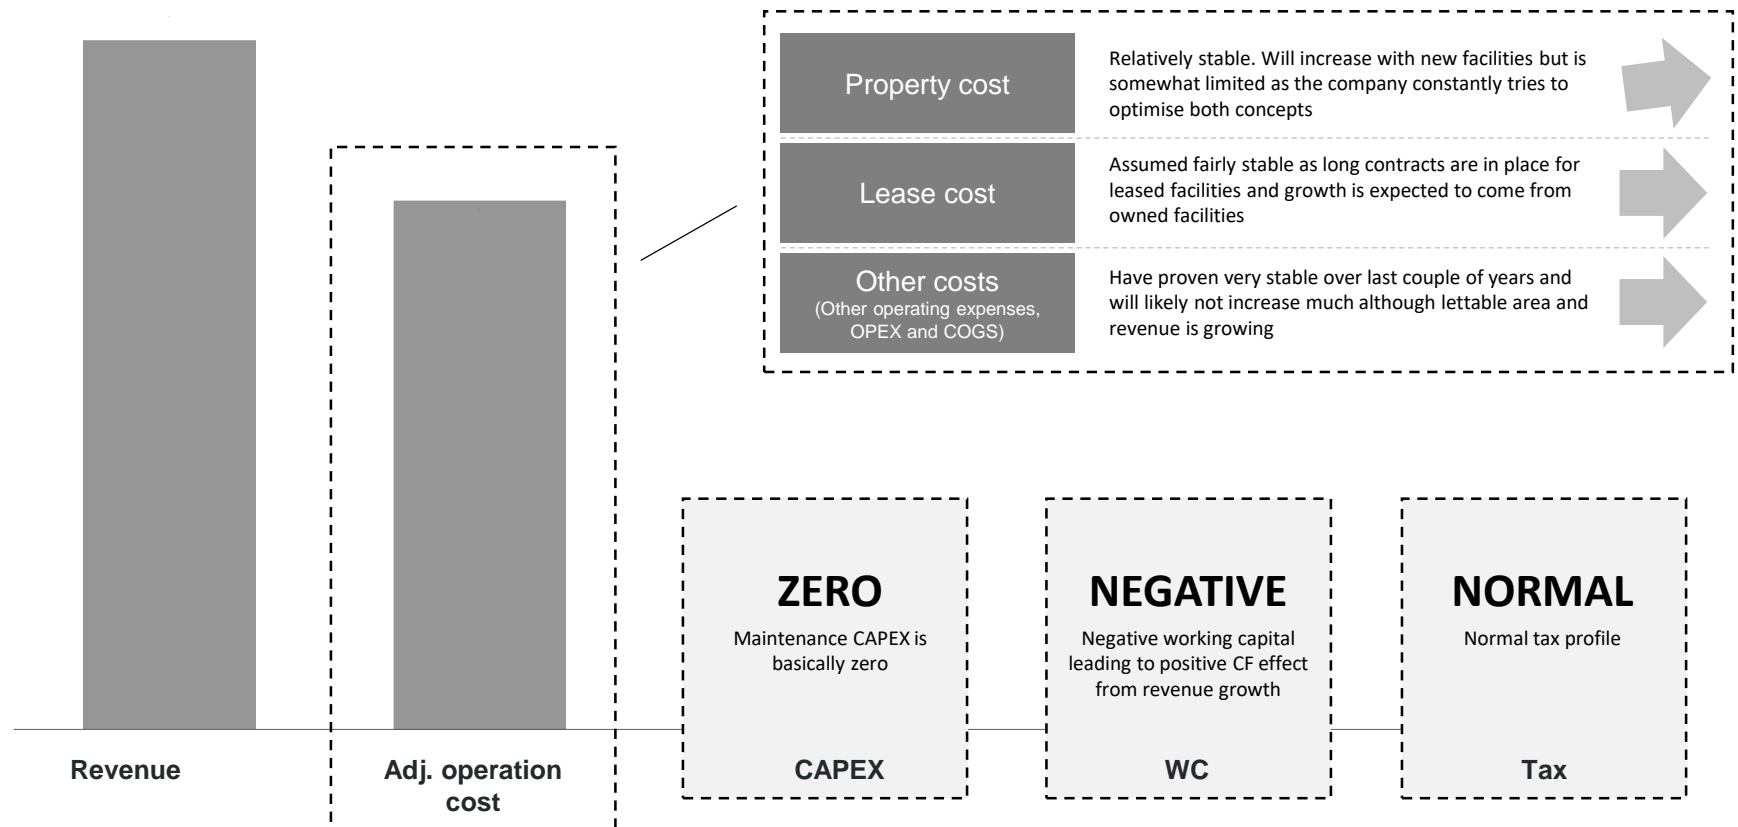 Property cost
Relatively stable. Will increase with new facilities but is
somewhat limited as the company constantly tries to
optimise both concepts
Lease cost
Assumed fairly stable as long contracts are in place for
leased facilities and growth is expected to come from
owned facilities
Other costs
(Other operating expenses,
OPEX and COGS)
Have proven very stable over last couple of years and
will likely not increase much although lettable area and
revenue is growing
ZERO
Maintenance CAPEX is
basically zero
NEGATIVE
Negative working capital
leading to positive CF effect
from revenue growth
NORMAL
Normal tax profile
Revenue
Adj. operation
cost
CAPEX
WC
Tax